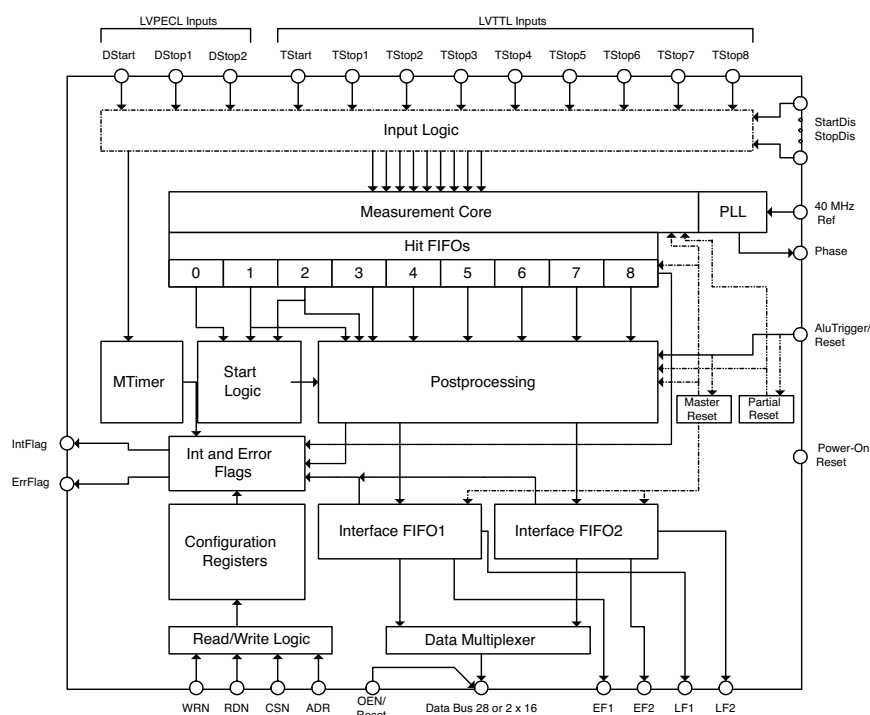 LVPECL Inputs
LVTTL Inputs
DStart
DStop1
DStop2
TStart
TStop1
TStop2
TStop3
TStop4
TStop5
TStop6
TStop7
TStop8
Input Logic
StartDis
StopDis
Measurement Core
PLL
40 MHz
Ref
Hit FIFOs
Phase
0
1
2
3
4
5
6
7
8
AluTrigger/
Reset
MTimer
Start
Logic
Postprocessing
Master
Reset
Partial
Reset
IntFlag
Int and Error
Flags
Power-On
Reset
ErrFlag
Configuration
Registers
Interface FIFO1
Interface FIFO2
Read/Write Logic
Data Multiplexer
WRN
RDN
CSN
ADR
OEN/
Reset
Data Bus 28 or 2 x 16
EF1
EF2
LF1
LF2